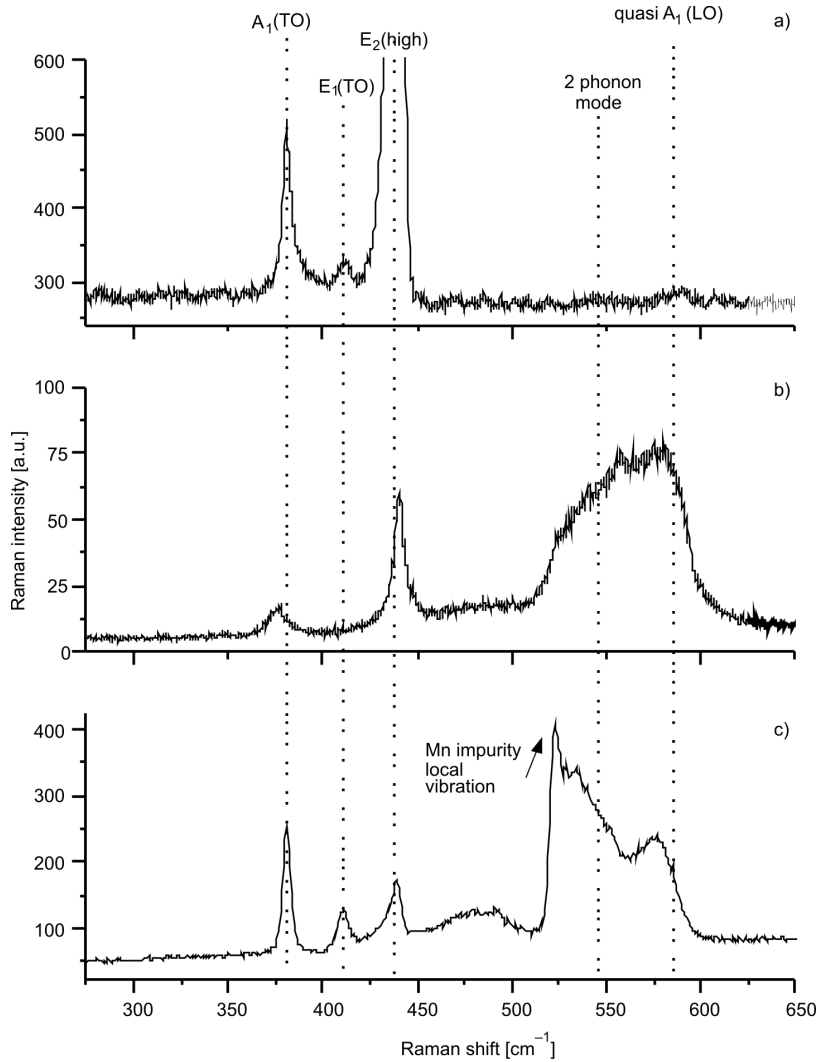 A1(TO)
E2(high)
quasi A1(LO)
a)
E1(TO)
2 phonon
mode
600
500
400
300
b)
100
75
50
25
0
c)
Mn impurity
local
vibration
400
300
200
100
300
350
400
450
500
550
600
650
Raman intensity [a.u.]
Raman shift [cm–1]